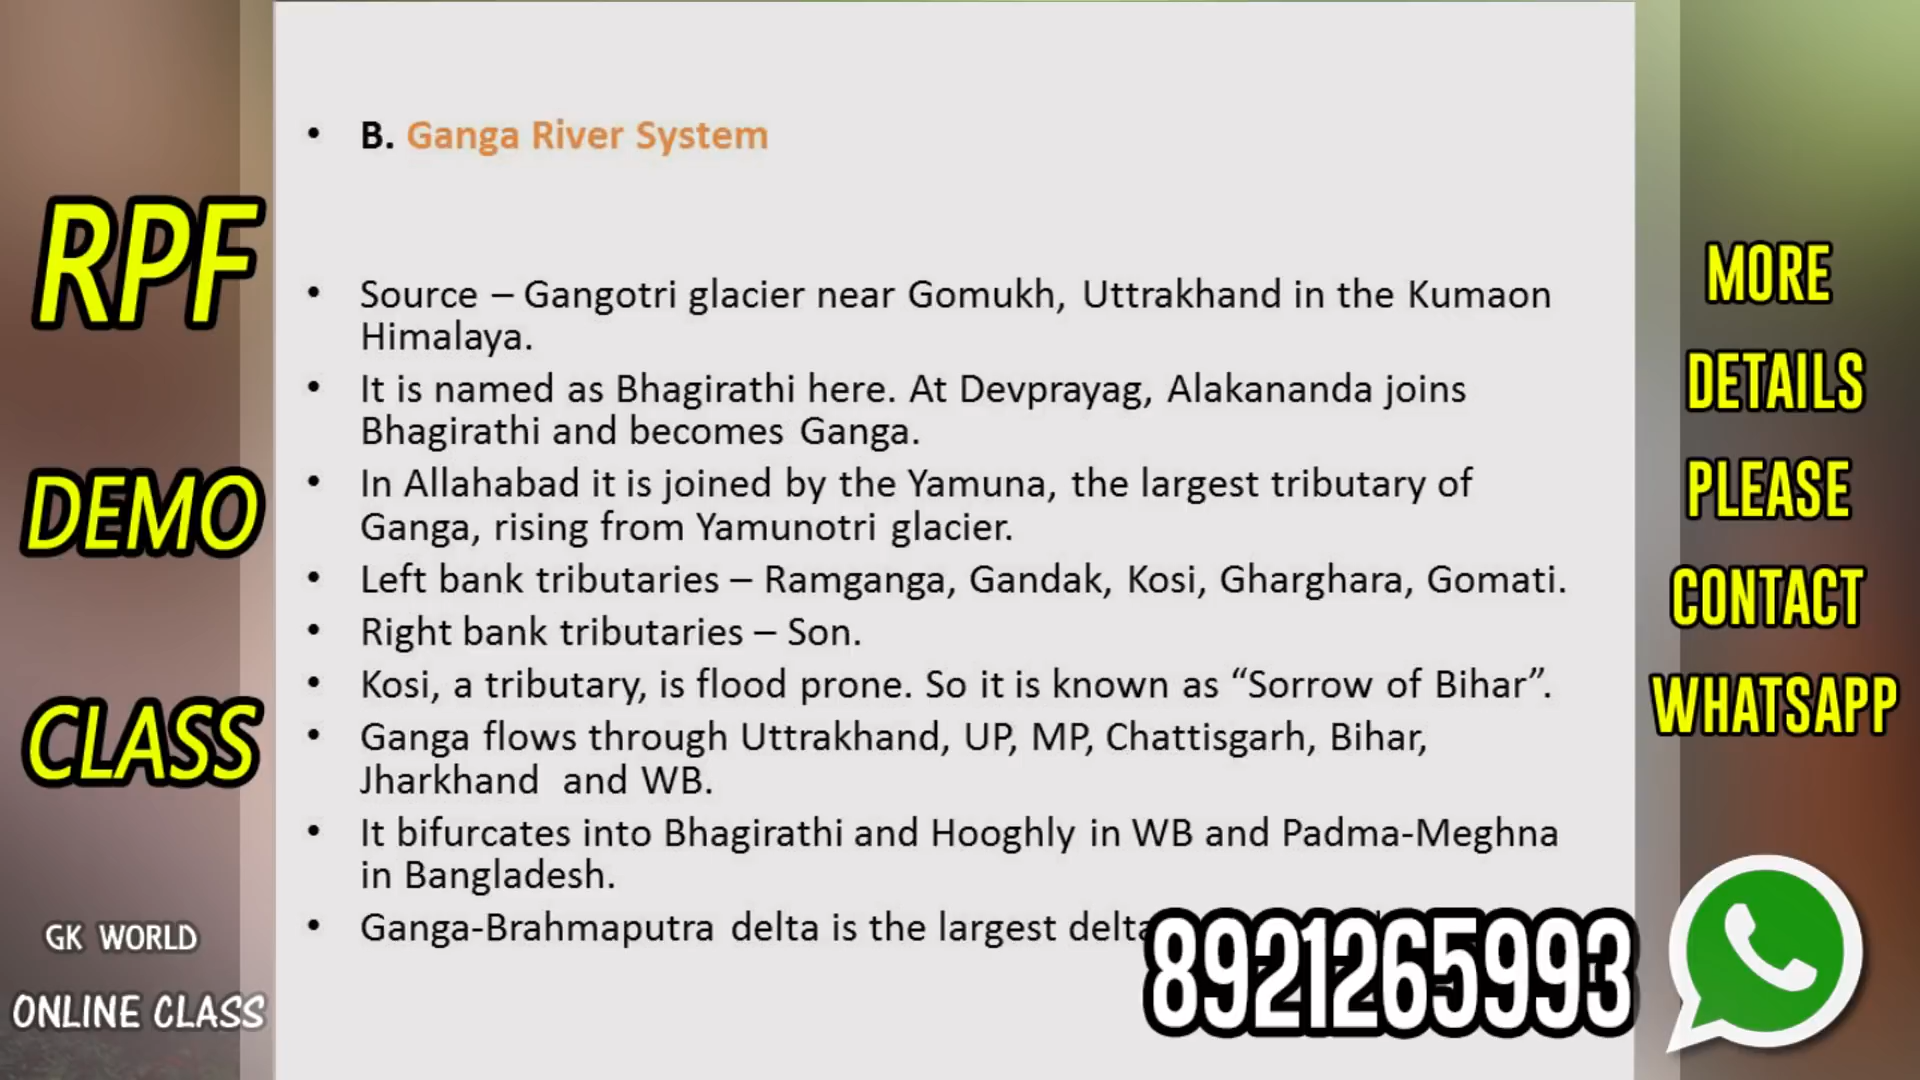 • B. Ganga River System
• Source – Gangotri glacier near Gomukh, Uttrakhand in the Kumaon
Himalaya.
• It is named as Bhagirathi here. At Devprayag, Alakananda joins
Bhagirathi and becomes Ganga.
• In Allahabad it is joined by the Yamuna, the largest tributary of
Ganga, rising from Yamunotri glacier.
• Left bank tributaries – Ramganga, Gandak, Kosi, Gharghara, Gomati.
• Right bank tributaries – Son.
• Kosi, a tributary, is flood prone. So it is known as “Sorrow of Bihar”.
• Ganga flows through Uttrakhand, UP, MP, Chattisgarh, Bihar,
Jharkhand and WB.
• It bifurcates into Bhagirathi and Hooghly in WB and Padma-Meghna
in Bangladesh.
• Ganga-Brahmaputra delta is the largest delta
RPF
DEMO
CLASS
GK WORLD
ONLINE CLASS
MORE
DETAILS
PLEASE
CONTACT
WHATSAPP
8921265993